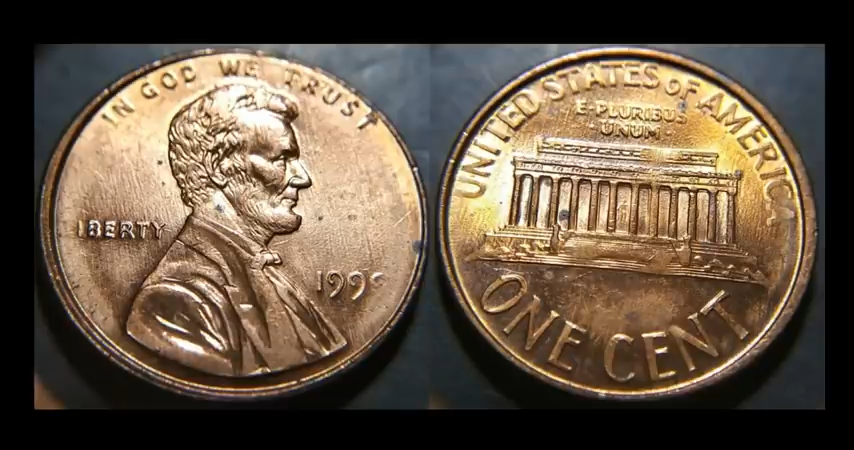 IN GOD WE TRUST
LIBERTY
UNITED STATES OF AMERICA
E·PLURIBUS
·UNUM·
ONE CENT